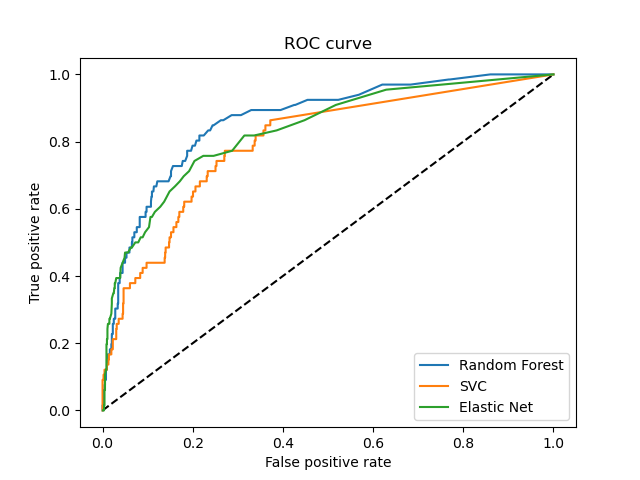 ROC curve
True positive rate
1.0
0.8
0.6
0.4
0.2
0.0
Random Forest
SVC
Elastic Net
0.0 0.2 0.4 0.6 0.8 1.0
False positive rate